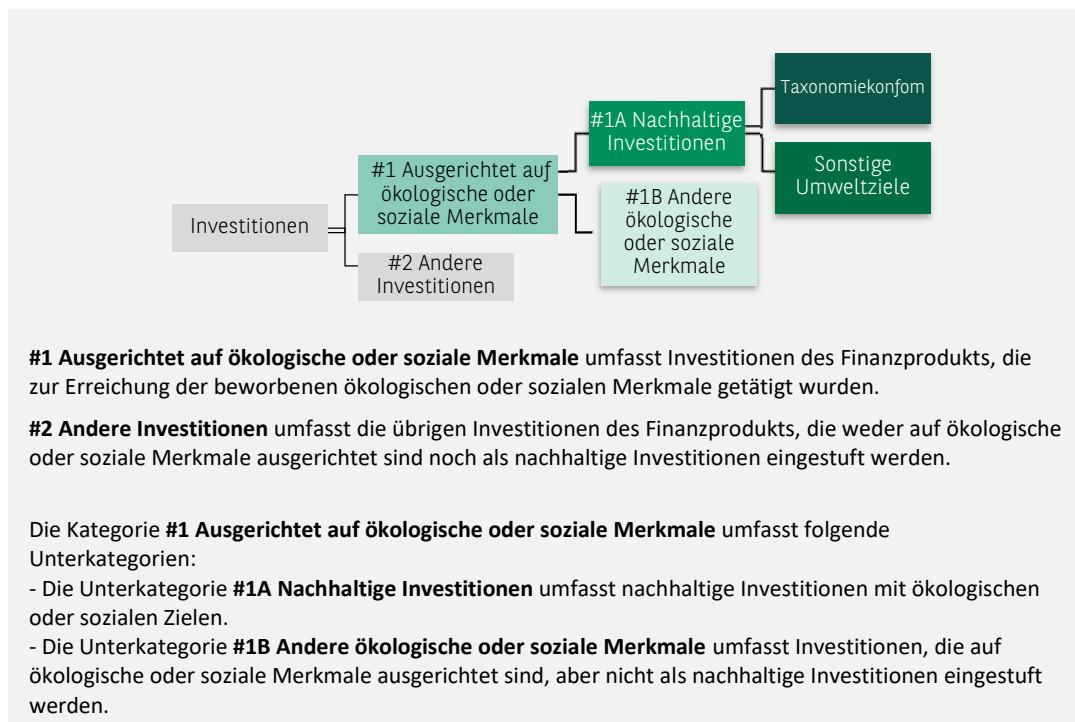 Taxonomiekonfom
#1A Nachhaltige
Investitionen
#1 Ausgerichtet auf
ökologische oder
soziale Merkmale
Sonstige
Umweltziele
#1B Andere
ökologische
oder soziale
Merkmale
Investitionen
#2 Andere
Investitionen
#1 Ausgerichtet auf ökologische oder soziale Merkmale umfasst Investitionen des Finanzprodukts, die
zur Erreichung der beworbenen ökologischen oder sozialen Merkmale getätigt wurden.
#2 Andere Investitionen umfasst die übrigen Investitionen des Finanzprodukts, die weder auf ökologische
oder soziale Merkmale ausgerichtet sind noch als nachhaltige Investitionen eingestuft werden.
Die Kategorie #1 Ausgerichtet auf ökologische oder soziale Merkmale umfasst folgende
Unterkategorien:
- Die Unterkategorie #1A Nachhaltige Investitionen umfasst nachhaltige Investitionen mit ökologischen
oder sozialen Zielen.
- Die Unterkategorie #1B Andere ökologische oder soziale Merkmale umfasst Investitionen, die auf
ökologische oder soziale Merkmale ausgerichtet sind, aber nicht als nachhaltige Investitionen eingestuft
werden.